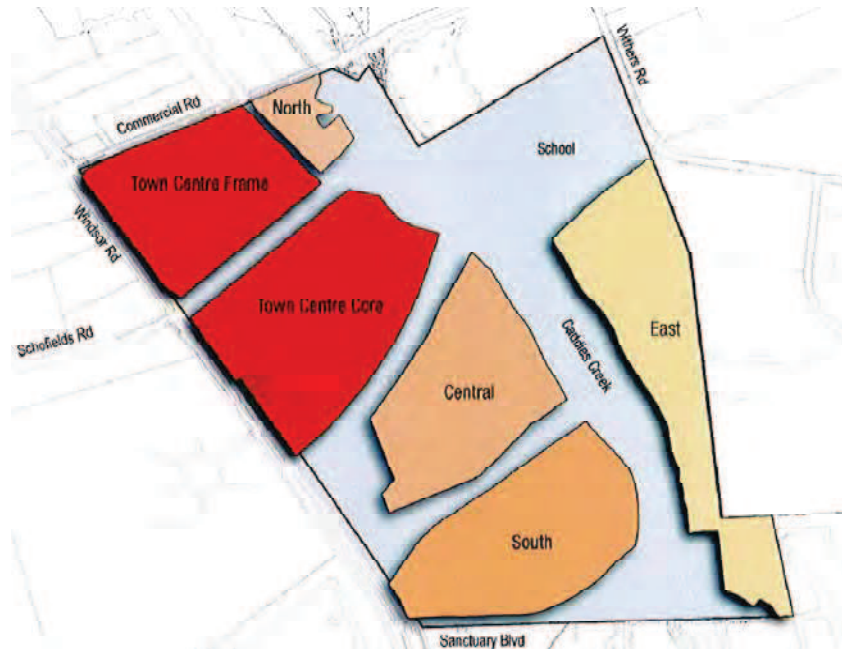 Withers Rd
North
Commercial Rd
School
Town Centre Frame
Windsor Rd
Town Centre Core
Schofields Rd
East
Caddies Creek
Central
South
Sanctuary Blvd